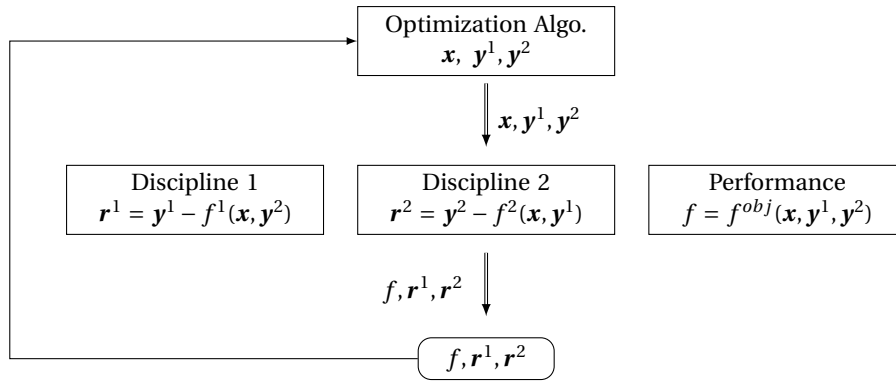 Optimization Algo.
x, y¹, y²
x, y¹, y²
Discipline 1
r¹ = y¹ − f¹(x, y²)
Discipline 2
r² = y² − f²(x, y¹)
Performance
f = f^{obj}(x, y¹, y²)
f, r¹, r²
f, r¹, r²